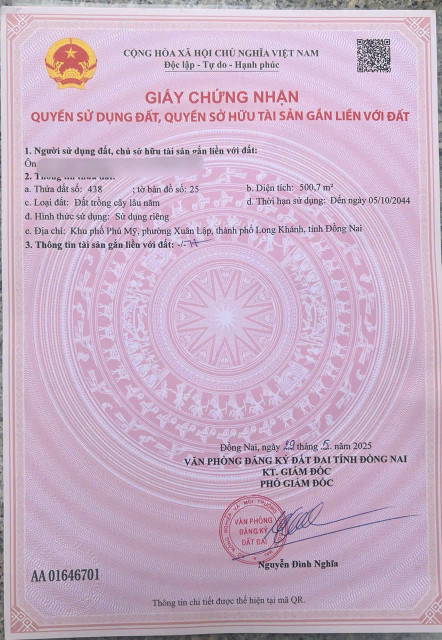 CỘNG HÒA XÃ HỘI CHỦ NGHĨA VIỆT NAM
Độc lập - Tự do - Hạnh phúc
GIẤY CHỨNG NHẬN
QUYỀN SỬ DỤNG ĐẤT, QUYỀN SỞ HỮU TÀI SẢN GẮN LIỀN VỚI ĐẤT
1. Người sử dụng đất, chủ sở hữu tài sản gắn liền với đất:
Ôn
2. Thông tin thửa đất:
a. Thửa đất số: 438 ; tờ bản đồ số: 25 b. Diện tích: 500,7 m²
c. Loại đất: Đất trồng cây lâu năm d. Thời hạn sử dụng: Đến ngày 05/10/2044
đ. Hình thức sử dụng: Sử dụng riêng
e. Địa chỉ: Khu phố Phú Mỹ, phường Xuân Lập, thành phố Long Khánh, tỉnh Đồng Nai
3. Thông tin tài sản gắn liền với đất:
Đồng Nai, ngày 29 tháng 5 năm 2025
VĂN PHÒNG ĐĂNG KÝ ĐẤT ĐAI TỈNH ĐỒNG NAI
KT. GIÁM ĐỐC
PHÓ GIÁM ĐỐC
VĂN PHÒNG
ĐĂNG KÝ
ĐẤT ĐAI
Nguyễn Đình Nghĩa
AA 01646701
Thông tin chi tiết được thể hiện tại mã QR.